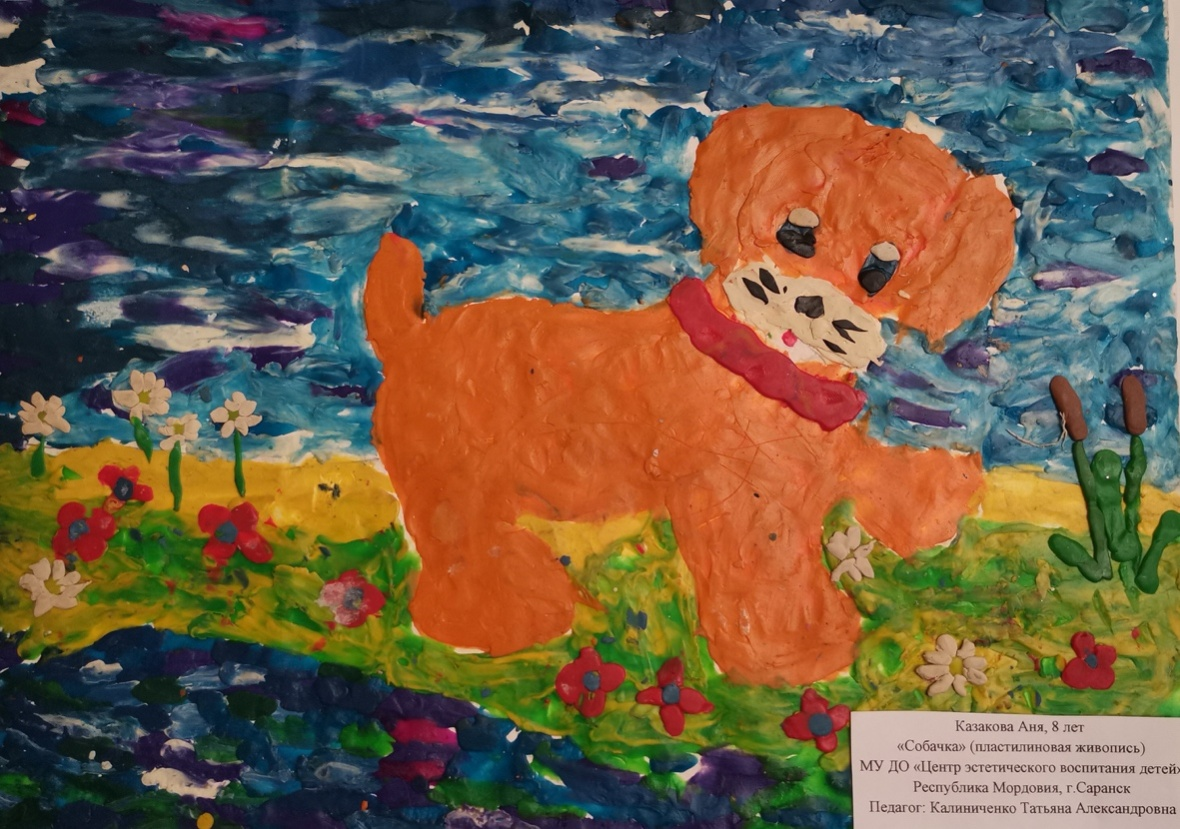 Казакова Аня, 8 лет
«Собачка» (пластилиновая живопись)
МУ ДО «Центр эстетического воспитания детей»
Республика Мордовия, г.Саранск
Педагог: Калиниченко Татьяна Александровна